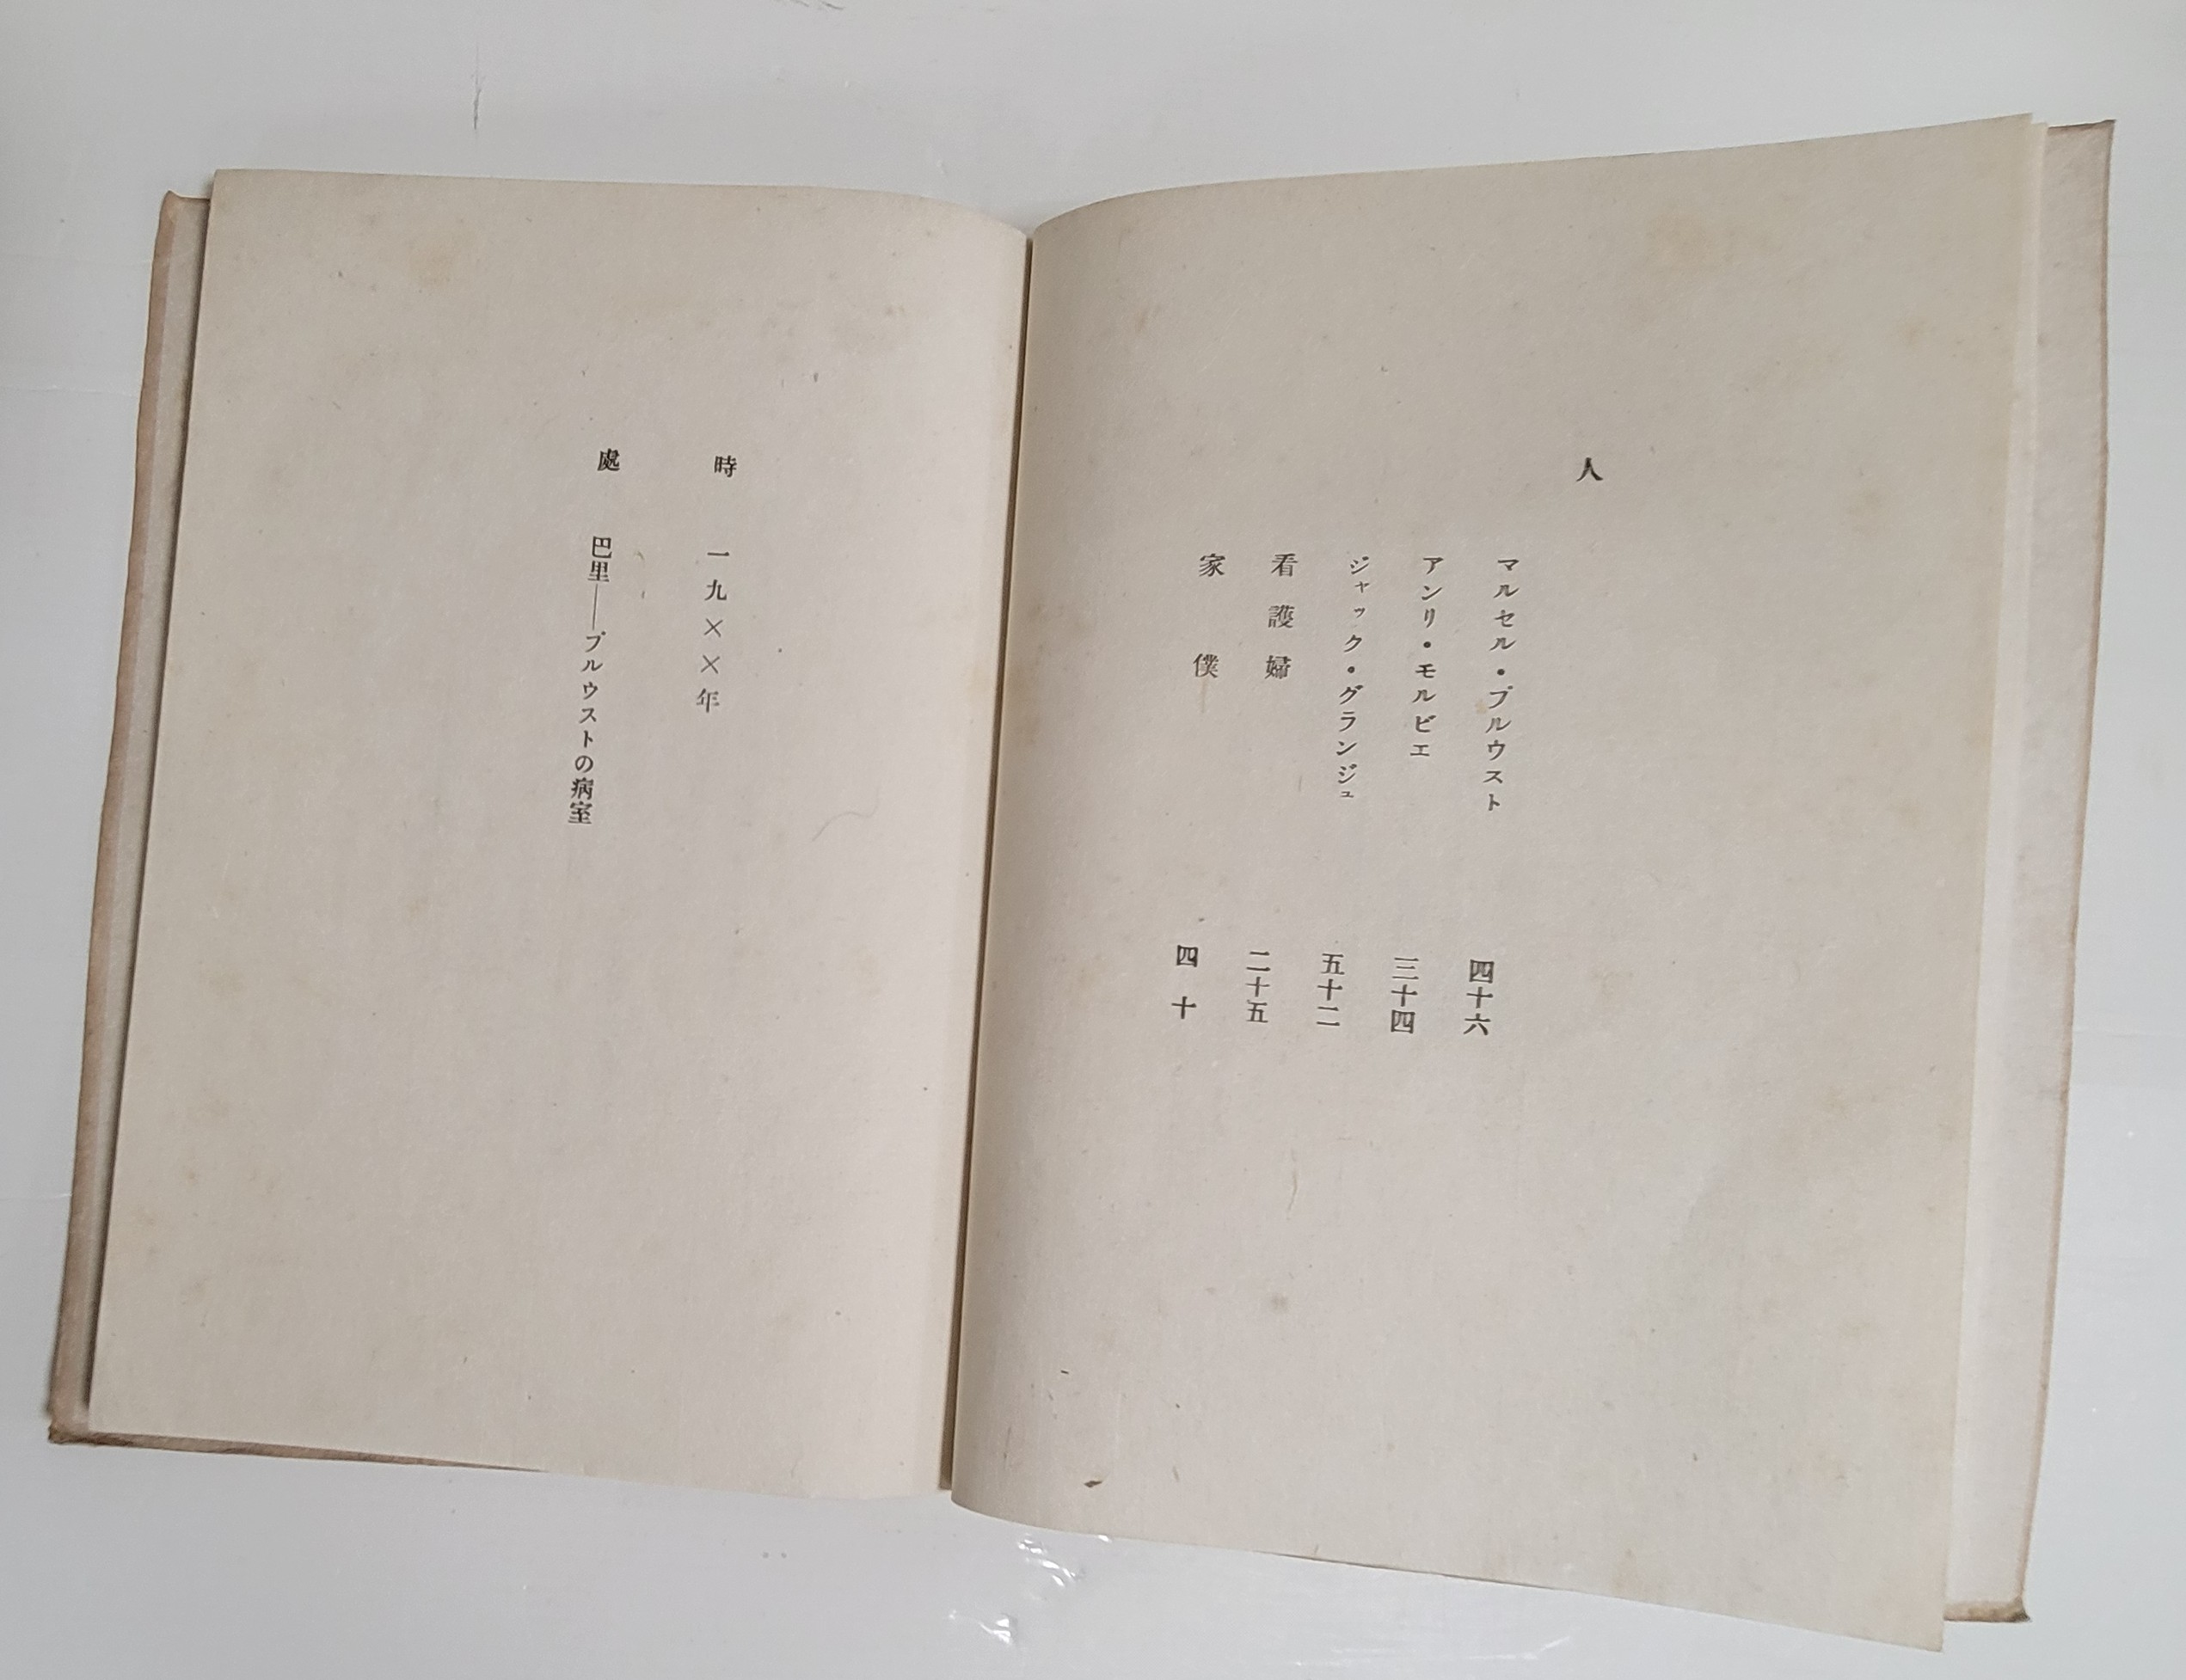 人
マルセル・プルウスト 四十六
アンリ・モルビエ 三十四
ジャック・グランジュ 五十二
看護婦 二十五
家僕 四十
時 一九××年
處 巴里――プルウストの病室